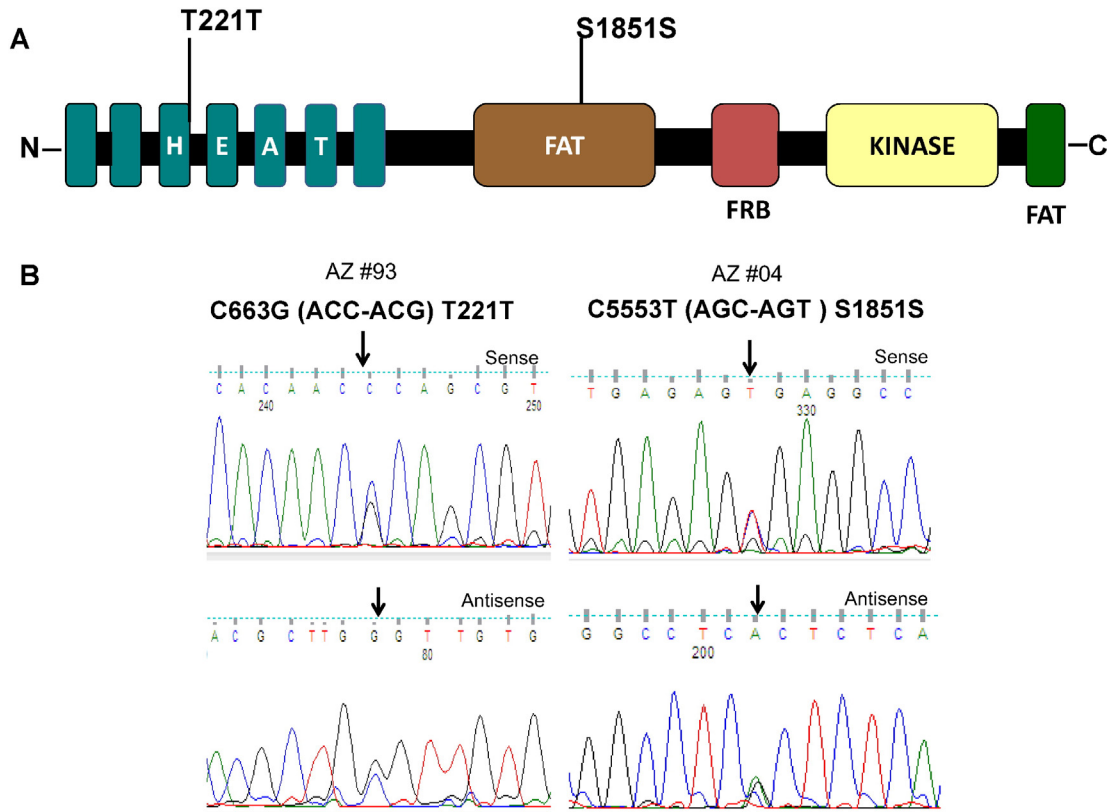 T221T
S1851S
A
N
H E A T
FAT
KINASE
C
FRB
FAT
B
AZ #93
AZ #04
C663G (ACC-ACG) T221T
C5553T (AGC-AGT ) S1851S
Sense
C A C A A C C C A G C G T
240
250
Sense
T G A G A G T G A G G C C
330
Antisense
A C G C T T G G G T T G T G
80
Antisense
G G C C T C A C T C T C A
200